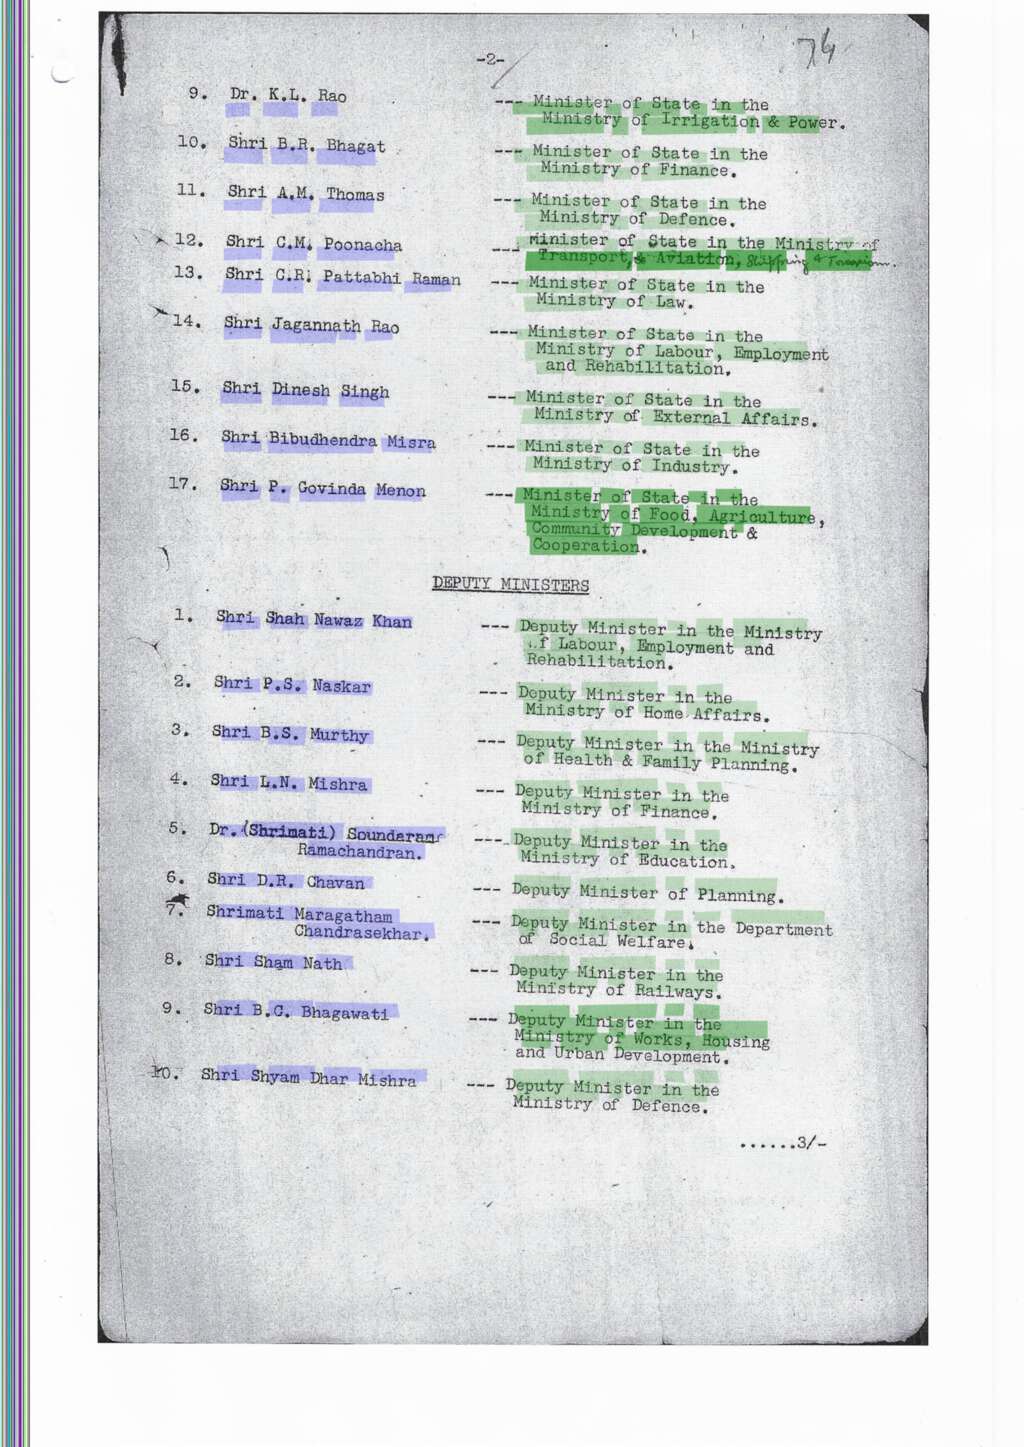 -2-
74
9. Dr. K.L. Rao --- Minister of State in the
Ministry of Irrigation & Power.
10. Shri B.R. Bhagat --- Minister of State in the
Ministry of Finance.
11. Shri A.M. Thomas --- Minister of State in the
Ministry of Defence.
12. Shri C.M. Poonacha --- Minister of State in the Ministry of
Transport, & Aviation, Shipping & Tourism.
13. Shri C.R. Pattabhi Raman --- Minister of State in the
Ministry of Law.
14. Shri Jagannath Rao --- Minister of State in the
Ministry of Labour, Employment
and Rehabilitation.
15. Shri Dinesh Singh --- Minister of State in the
Ministry of External Affairs.
16. Shri Bibudhendra Misra --- Minister of State in the
Ministry of Industry.
17. Shri P. Govinda Menon --- Minister of State in the
Ministry of Food, Agriculture,
Community Development &
Cooperation.
DEPUTY MINISTERS
1. Shri Shah Nawaz Khan --- Deputy Minister in the Ministry
of Labour, Employment and
Rehabilitation.
2. Shri P.S. Naskar --- Deputy Minister in the
Ministry of Home Affairs.
3. Shri B.S. Murthy --- Deputy Minister in the Ministry
of Health & Family Planning.
4. Shri L.N. Mishra --- Deputy Minister in the
Ministry of Finance.
5. Dr. (Shrimati) Soundaram --- Deputy Minister in the
Ramachandran. Ministry of Education.
6. Shri D.R. Chavan --- Deputy Minister of Planning.
7. Shrimati Maragatham --- Deputy Minister in the Department
Chandrasekhar. of Social Welfare.
8. Shri Sham Nath --- Deputy Minister in the
Ministry of Railways.
9. Shri B.C. Bhagawati --- Deputy Minister in the
Ministry of Works, Housing
and Urban Development.
10. Shri Shyam Dhar Mishra --- Deputy Minister in the
Ministry of Defence.
......3/-